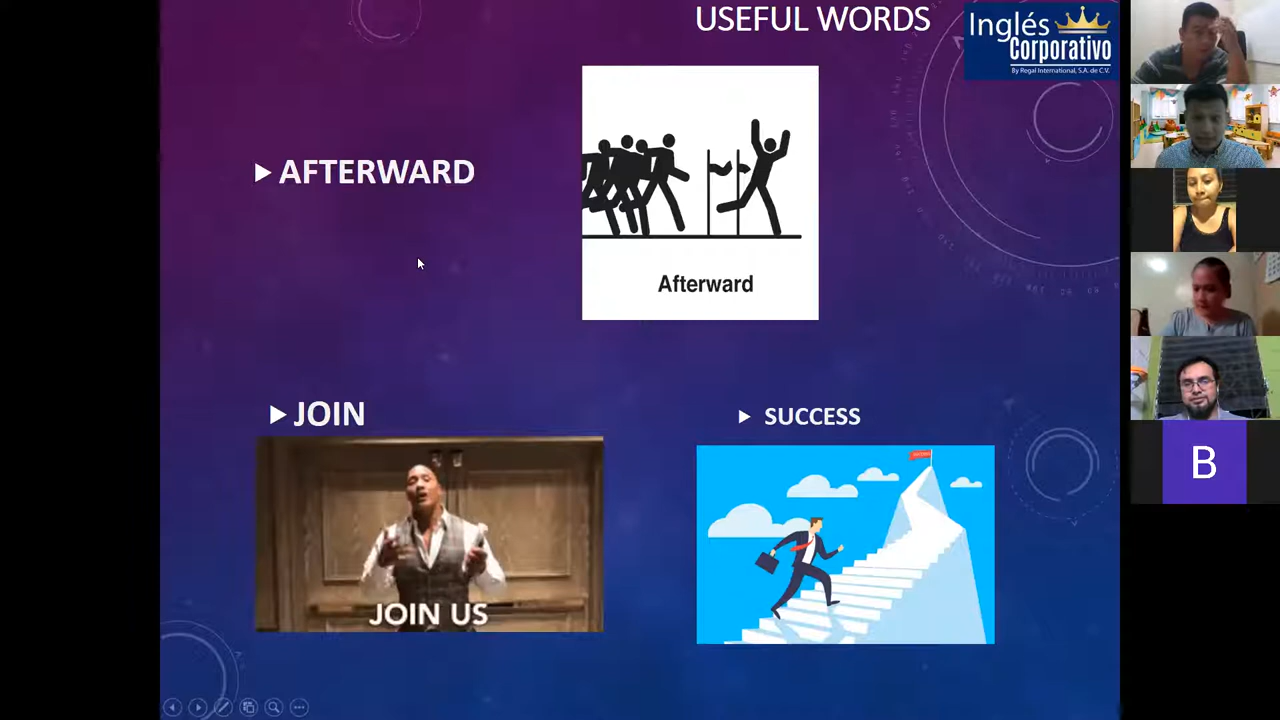 USEFUL WORDS
Inglés
Corporativo
By Regal International, S.A. de C.V.
AFTERWARD
Afterward
JOIN
SUCCESS
JOIN US
B